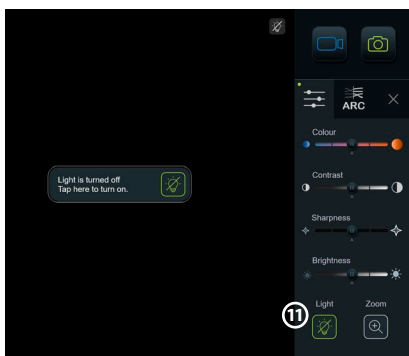 ARC
Colour
Light is turned off
Tap here to turn on.
Contrast
Sharpness
Brightness
11
Light
Zoom